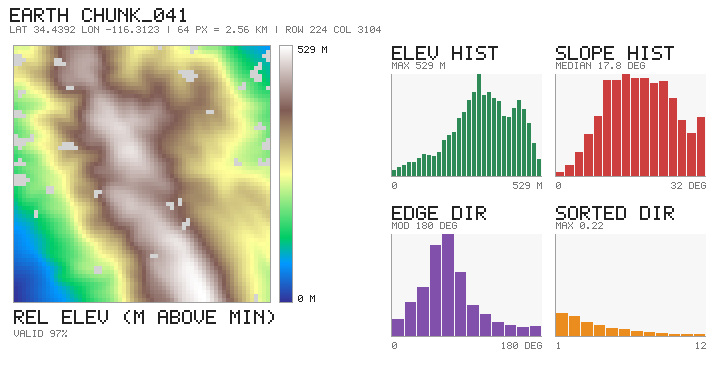 EARTH CHUNK_041
LAT 34.4392 LON -116.3123 | 64 PX = 2.56 KM | ROW 224 COL 3104
529 M
0 M
REL ELEV (M ABOVE MIN)
VALID 97%
ELEV HIST
MAX 529 M
0 529 M
SLOPE HIST
MEDIAN 17.8 DEG
0 32 DEG
EDGE DIR
MOD 180 DEG
0 180 DEG
SORTED DIR
MAX 0.22
1 12